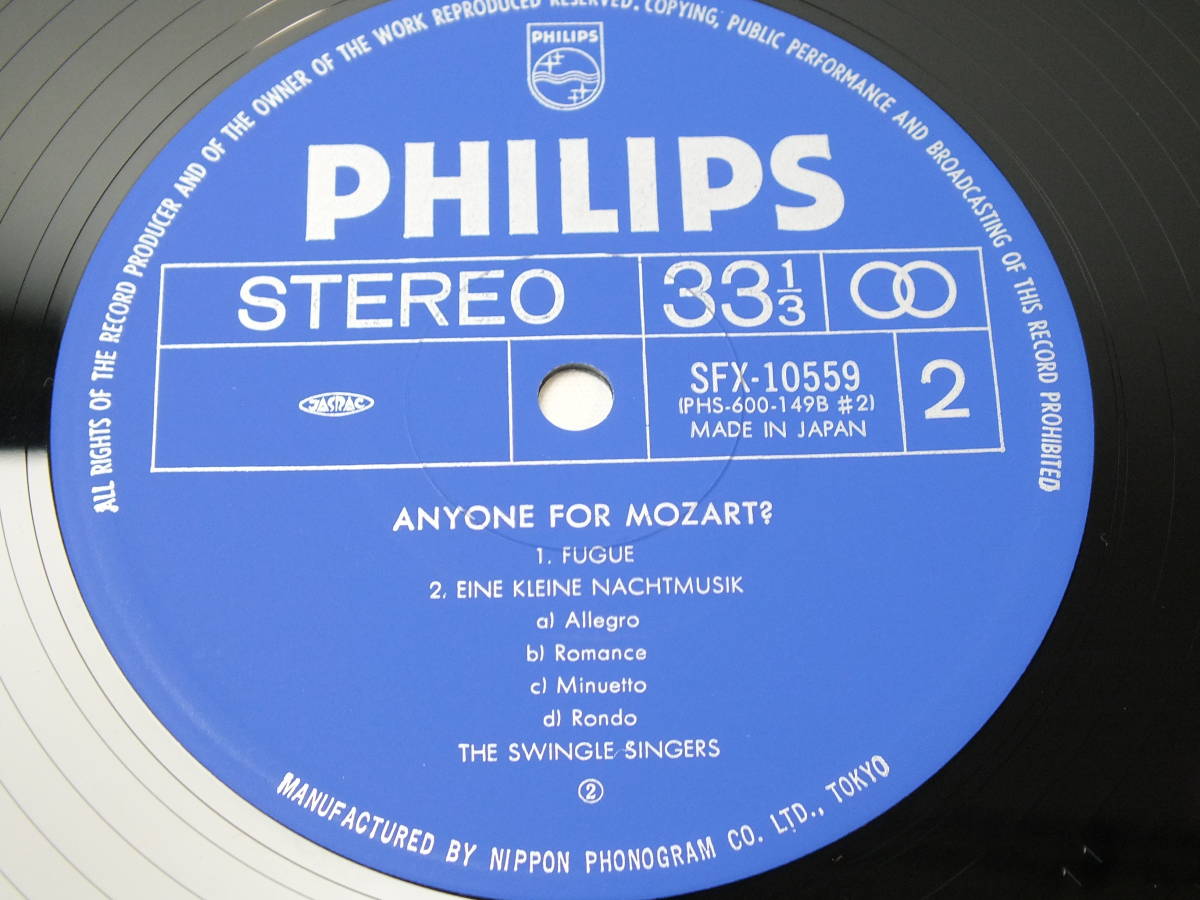 ALL RIGHTS OF THE RECORD PRODUCER AND OF THE OWNER OF THE WORK REPRODUCED RESERVED. COPYING, PUBLIC PERFORMANCE AND BROADCASTING OF THIS RECORD PROHIBITED
PHILIPS
PHILIPS
STEREO
33 1/3
JASRAC
SFX-10559
(PHS-600-149B #2)
MADE IN JAPAN
2
ANYONE FOR MOZART?
1. FUGUE
2. EINE KLEINE NACHTMUSIK
a) Allegro
b) Romance
c) Minuetto
d) Rondo
THE SWINGLE SINGERS
②
MANUFACTURED BY NIPPON PHONOGRAM CO. LTD., TOKYO